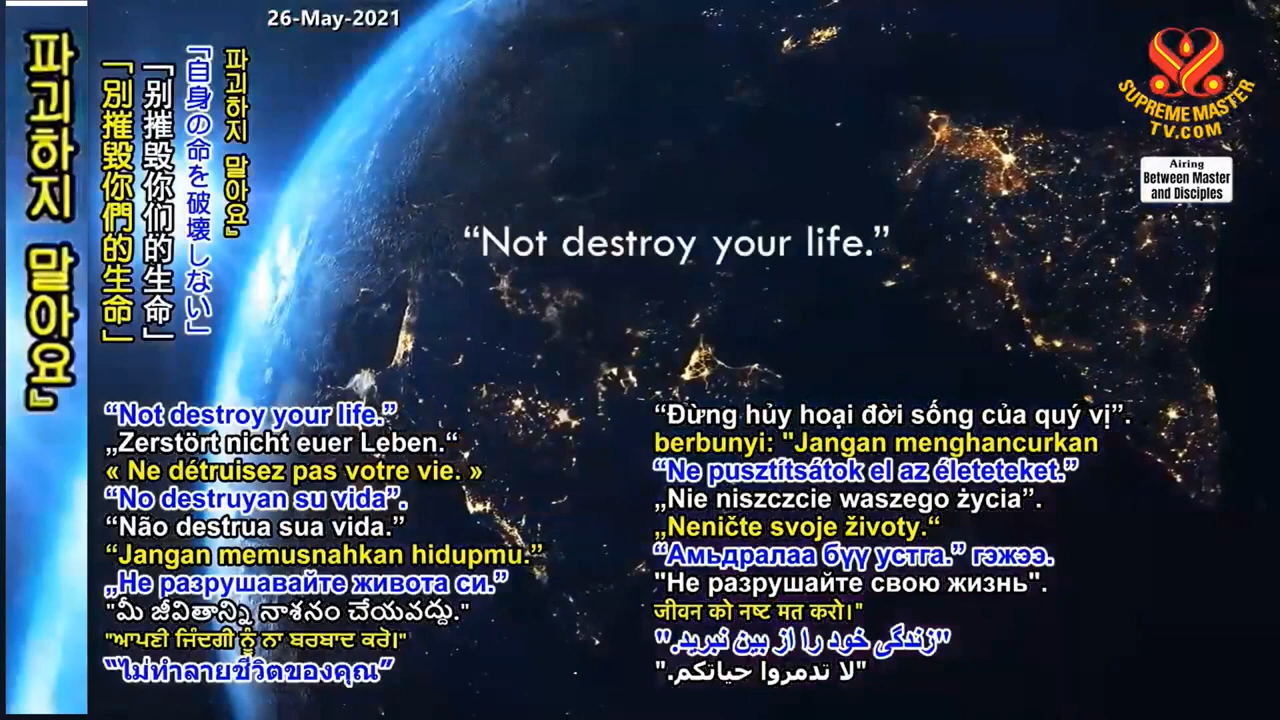 26-May-2021
파괴하지 말아요』
「別摧毀你們的生命」
「别摧毁你们的生命」
「自身の命を破壊しない」
파괴하지 말아요』
SUPREME MASTER
TV.COM
Airing
Between Master
and Disciples
“Not destroy your life.”
“Not destroy your life.”
„Zerstört nicht euer Leben.“
« Ne détruisez pas votre vie. »
“No destruyan su vida”.
“Não destrua sua vida.”
“Jangan memusnahkan hidupmu.”
„Не разрушавайте живота си.”
"మీ జీవితాన్ని నాశనం చేయవద్దు."
"ਆਪਣੀ ਜਿੰਦਗੀ ਨੂੰ ਨਾ ਬਰਬਾਦ ਕਰੋ।"
“ไม่ทำลายชีวิตของคุณ”
“Đừng hủy hoại đời sống của quý vị”.
berbunyi: "Jangan menghancurkan
“Ne pusztítsátok el az életeteket.”
„Nie niszczcie waszego życia”.
„Neničte svoje životy.“
“Амьдралаа бүү устга.” гэжээ.
"Не разрушайте свою жизнь".
जीवन को नष्ट मत करो।"
"زندگی خود را از بین نبرید."
"لا تدمروا حياتكم."